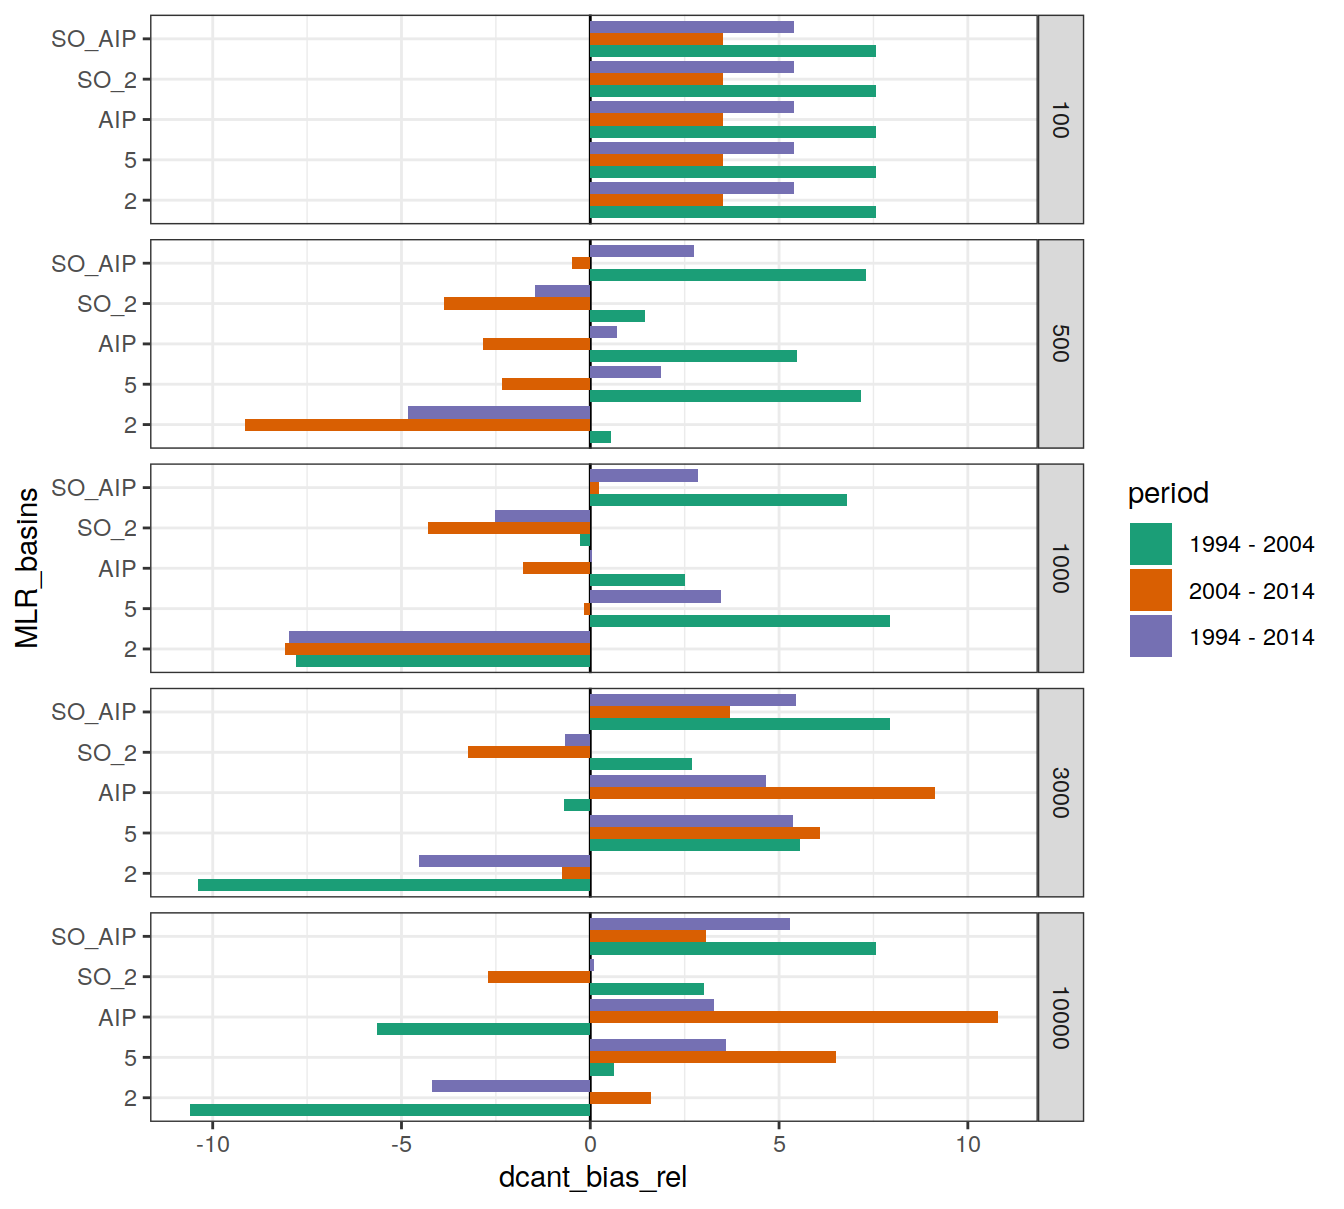 SO_AIP
SO_2
AIP
5
2
100
SO_AIP
SO_2
AIP
5
2
500
SO_AIP
SO_2
AIP
5
2
1000
SO_AIP
SO_2
AIP
5
2
3000
SO_AIP
SO_2
AIP
5
2
10000
-10 -5 0 5 10
dcant_bias_rel
MLR_basins
period
1994 - 2004
2004 - 2014
1994 - 2014